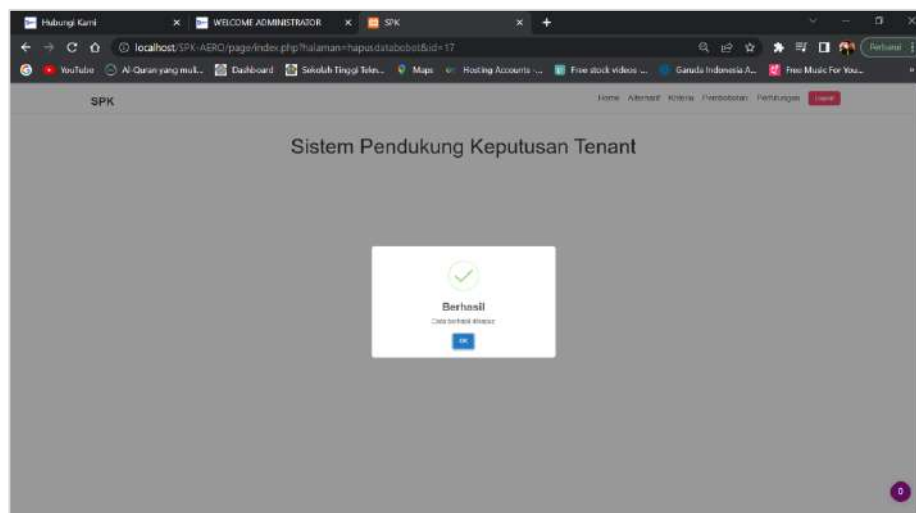 Hubungi Kami
WELCOME ADMINISTRATOR
SPK
localhost/SPK-AERO/page/index.php?halaman=hapusdatabobot&id=17
YouTube
Al-Quran yang mul...
Dashboard
Sekolah Tinggi Tekn...
Maps
Hosting Accounts -...
Free stock videos ...
Garuda Indonesia A...
Free Music For You...
SPK
Home Alternatif Kriteria Pembobotan Perhitungan
Sistem Pendukung Keputusan Tenant
Berhasil
Data berhasil dihapus
OK
0